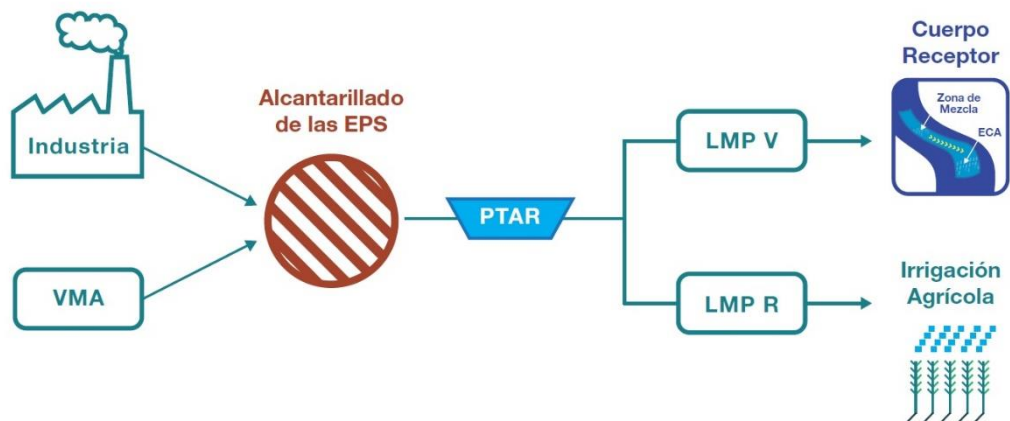 Industria
VMA
Alcantarillado
de las EPS
PTAR
LMP V
LMP R
Cuerpo
Receptor
Zona de
Mezcla
ECA
Irrigación
Agrícola